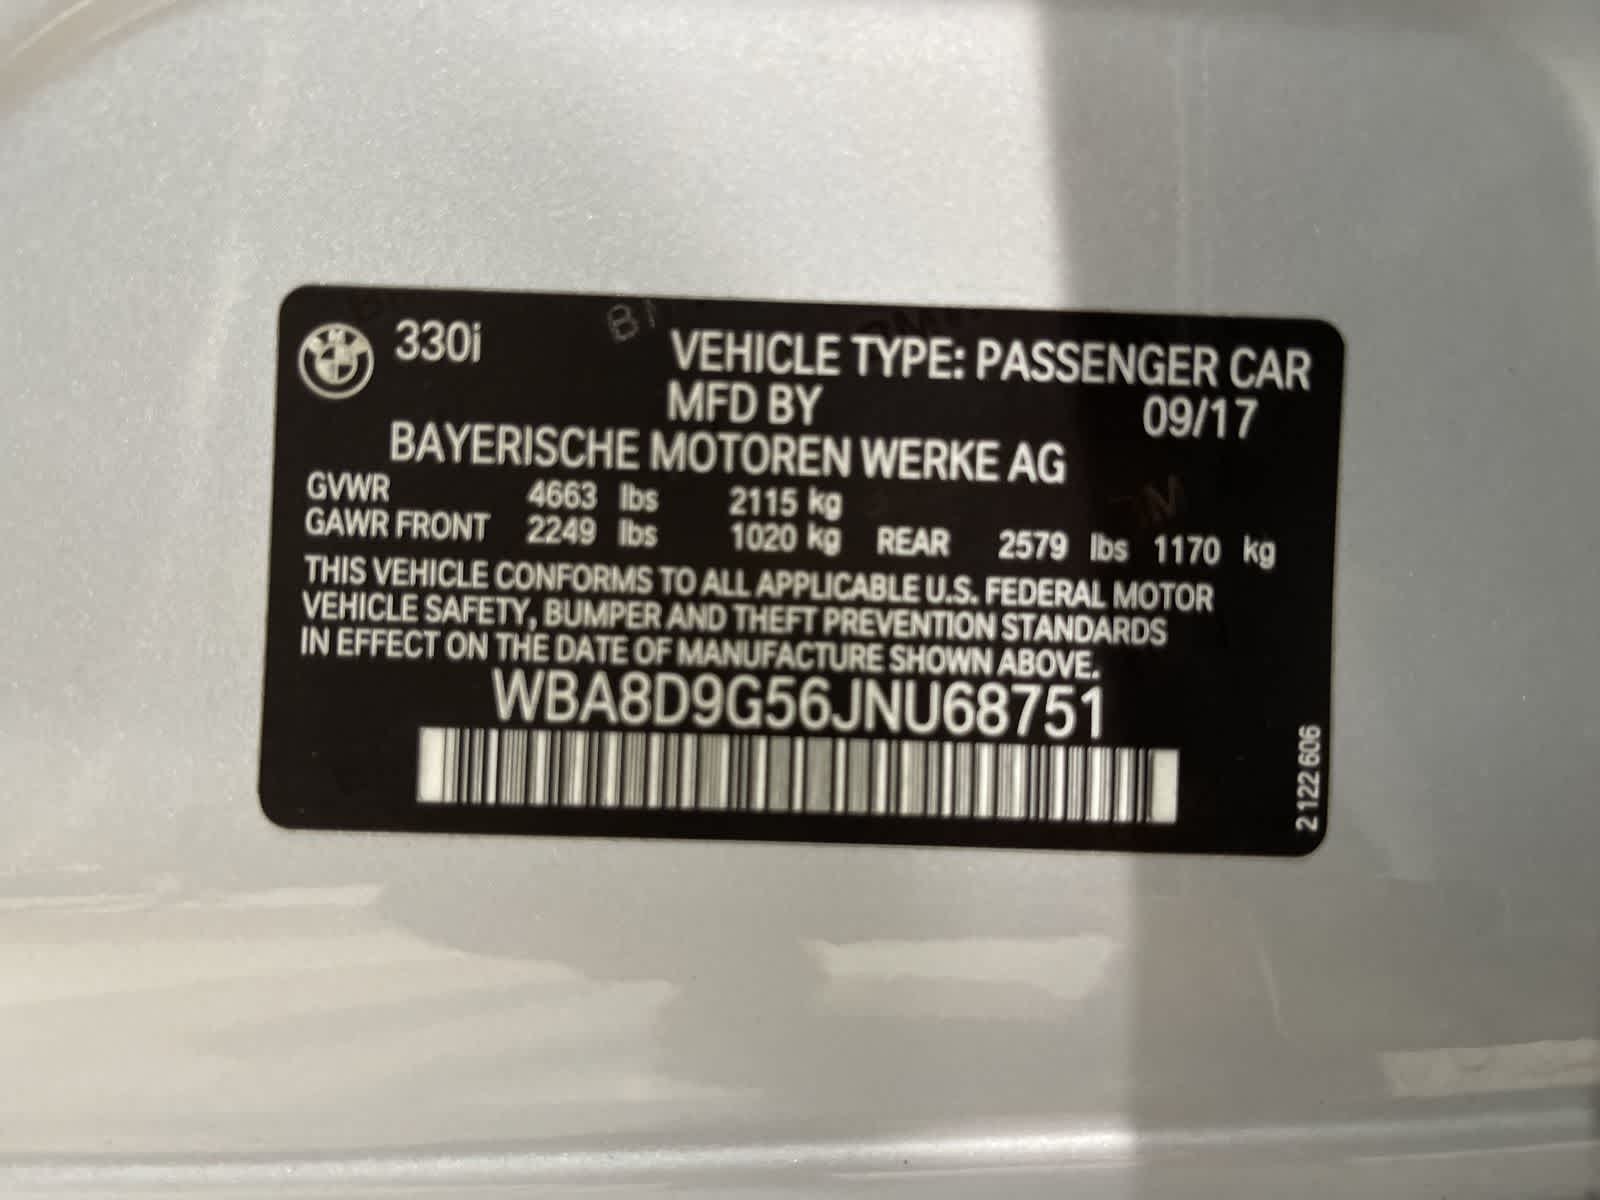 330i
VEHICLE TYPE: PASSENGER CAR
MFD BY 09/17
BAYERISCHE MOTOREN WERKE AG
GVWR 4663 lbs 2115 kg
GAWR FRONT 2249 lbs 1020 kg REAR 2579 lbs 1170 kg
THIS VEHICLE CONFORMS TO ALL APPLICABLE U.S. FEDERAL MOTOR
VEHICLE SAFETY, BUMPER AND THEFT PREVENTION STANDARDS
IN EFFECT ON THE DATE OF MANUFACTURE SHOWN ABOVE.
WBA8D9G56JNU68751
2 122 606